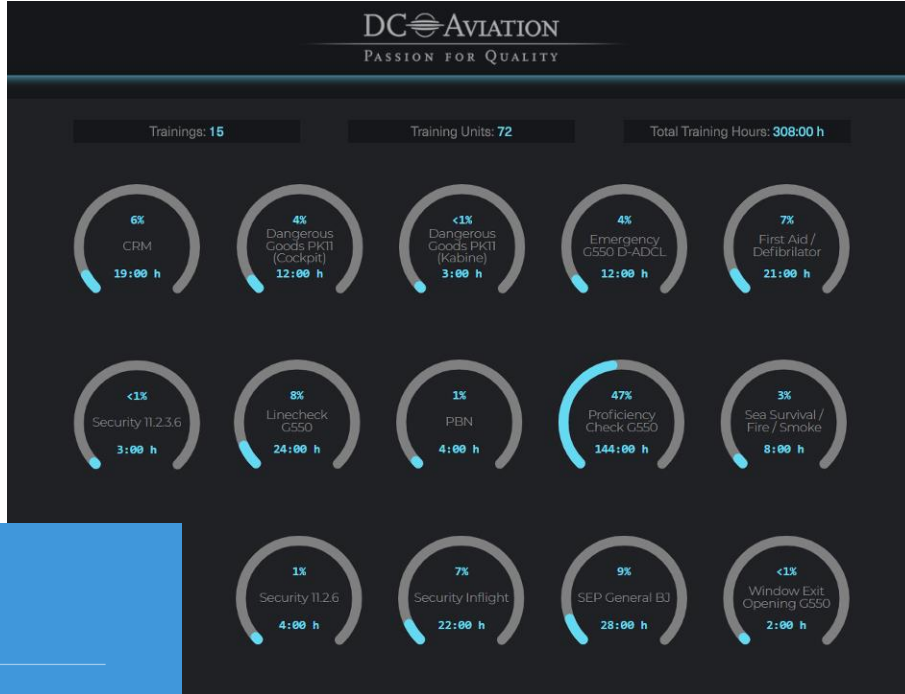 DC AVIATION
PASSION FOR QUALITY
Trainings: 15
Training Units: 72
Total Training Hours: 308:00 h
6%
CRM
19:00 h
4%
Dangerous
Goods PK11
(Cockpit)
12:00 h
<1%
Dangerous
Goods PK11
(Kabine)
3:00 h
4%
Emergency
G550 D-ADCL
12:00 h
7%
First Aid /
Defibrilator
21:00 h
<1%
Security 11.2.3.6
3:00 h
8%
Linecheck
G550
24:00 h
1%
PBN
4:00 h
47%
Proficiency
Check G550
144:00 h
3%
Sea Survival /
Fire / Smoke
8:00 h
1%
Security 11.2.6
4:00 h
7%
Security Inflight
22:00 h
9%
SEP General BJ
28:00 h
<1%
Window Exit
Opening G550
2:00 h